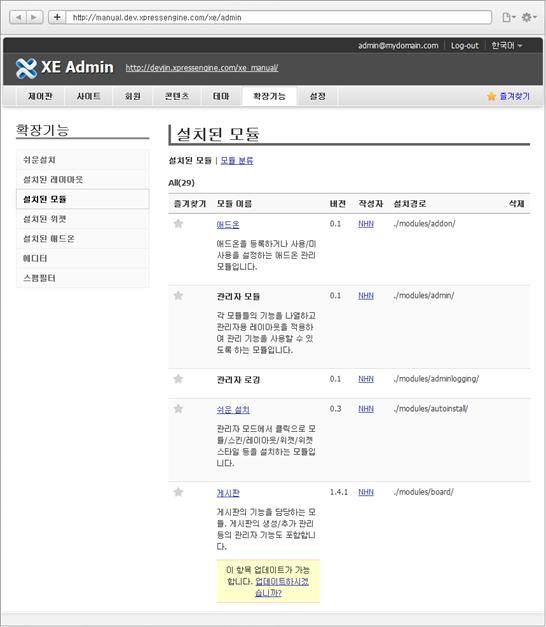 http://manual.dev.xpressengine.com/xe/admin
admin@mydomain.com | Log-out | 한국어
XE Admin http://devjin.xpressengine.com/xe_manual/
제어판 사이트 회원 콘텐츠 테마 확장기능 설정 즐겨찾기
확장기능
쉬운설치
설치된 레이아웃
설치된 모듈
설치된 위젯
설치된 애드온
에디터
스팸필터
설치된 모듈
설치된 모듈 | 모듈 분류
All(29)
즐겨찾기 모듈 이름 버전 작성자 설치경로 삭제
애드온 0.1 NHN ./modules/addon/
애드온을 등록하거나 사용/미
사용을 설정하는 애드온 관리
모듈입니다.
관리자 모듈 0.1 NHN ./modules/admin/
각 모듈들의 기능을 나열하고
관리자용 레이아웃을 적용하
여 관리 기능을 사용할 수 있
도록 하는 모듈입니다.
관리자 로깅 0.1 NHN ./modules/adminlogging/
쉬운 설치 0.3 NHN ./modules/autoinstall/
관리자 모드에서 클릭으로 모
듈/스킨/레이아웃/위젯/위젯
스타일 등을 설치하는 모듈입
니다.
게시판 1.4.1 NHN ./modules/board/
게시판의 기능을 담당하는 모
듈. 게시판의 생성/추가 관리
등의 관리자 기능도 포함합니
다.
이 항목 업데이트가 가능
합니다. 업데이트하시겠
습니까?